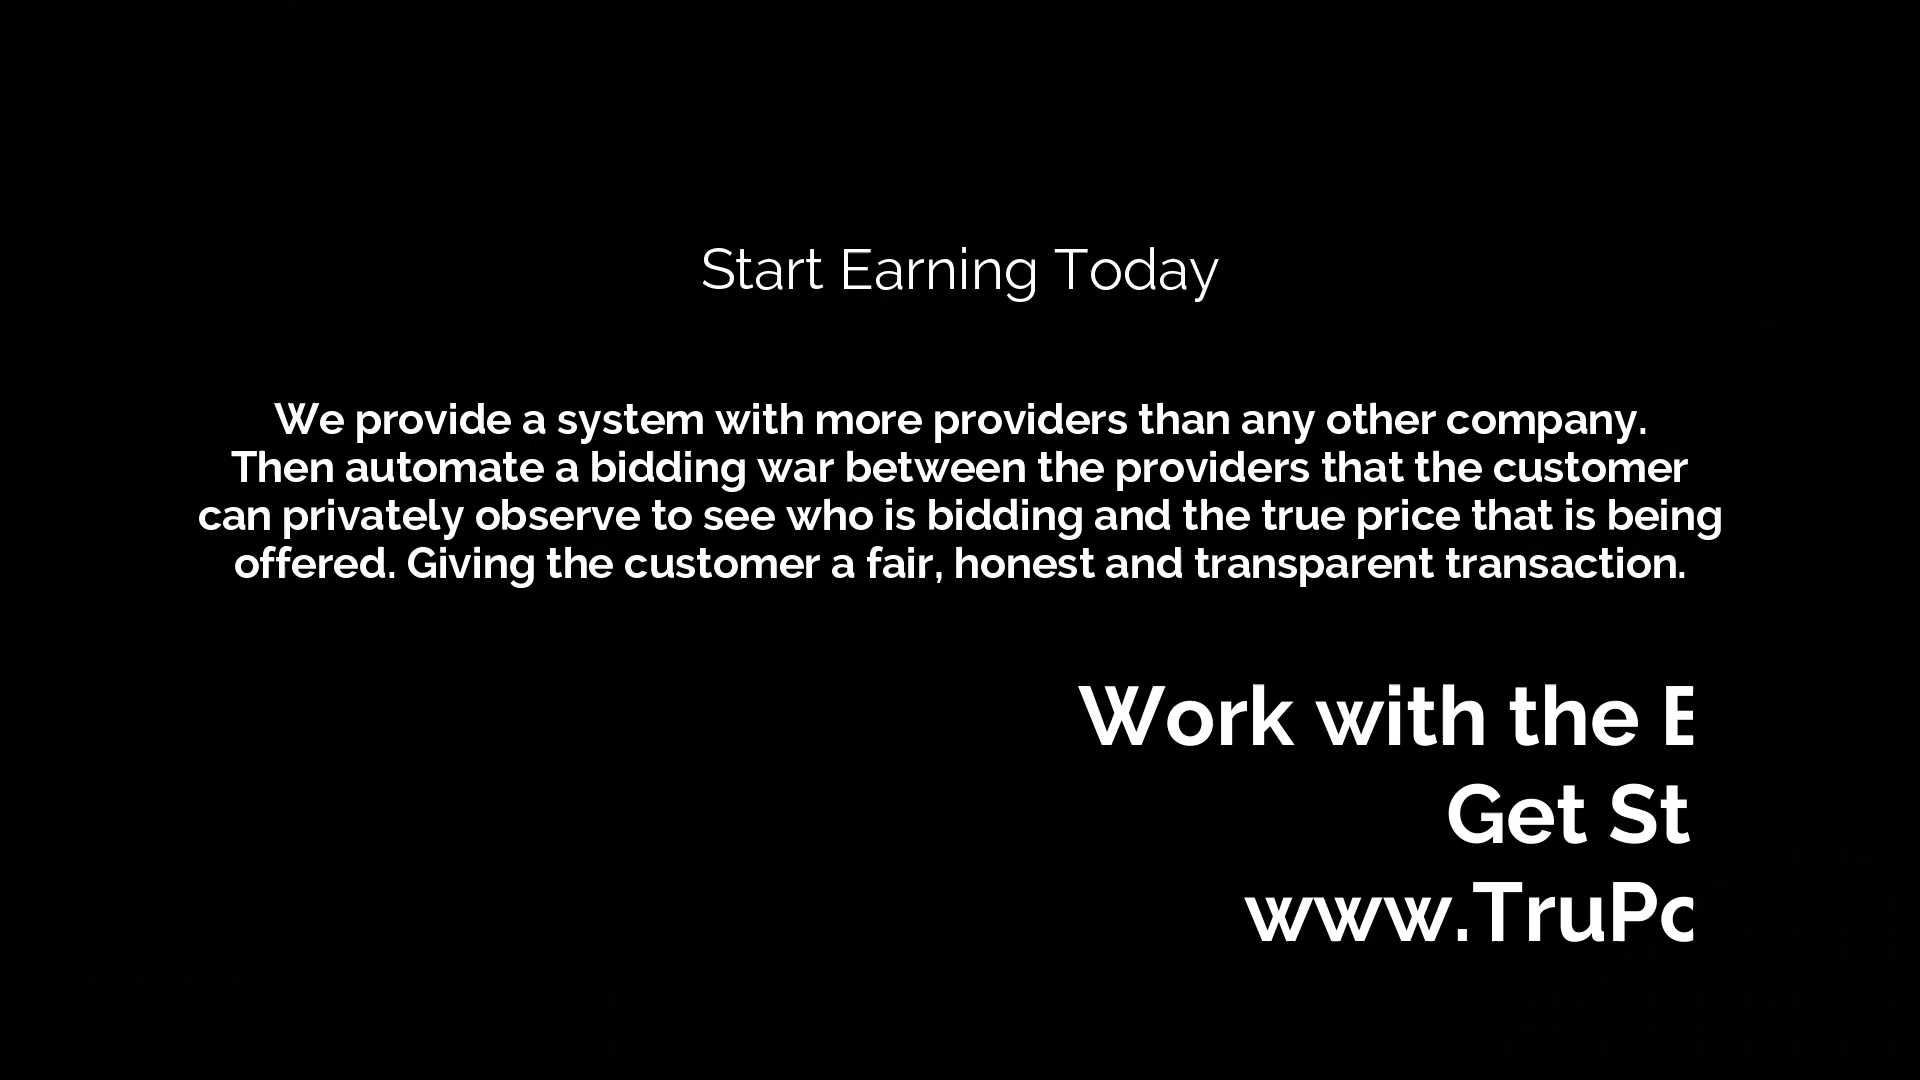 Start Earning Today
We provide a system with more providers than any other company.
Then automate a bidding war between the providers that the customer
can privately observe to see who is bidding and the true price that is being
offered. Giving the customer a fair, honest and transparent transaction.
Work with the
Get St
www.TruPo